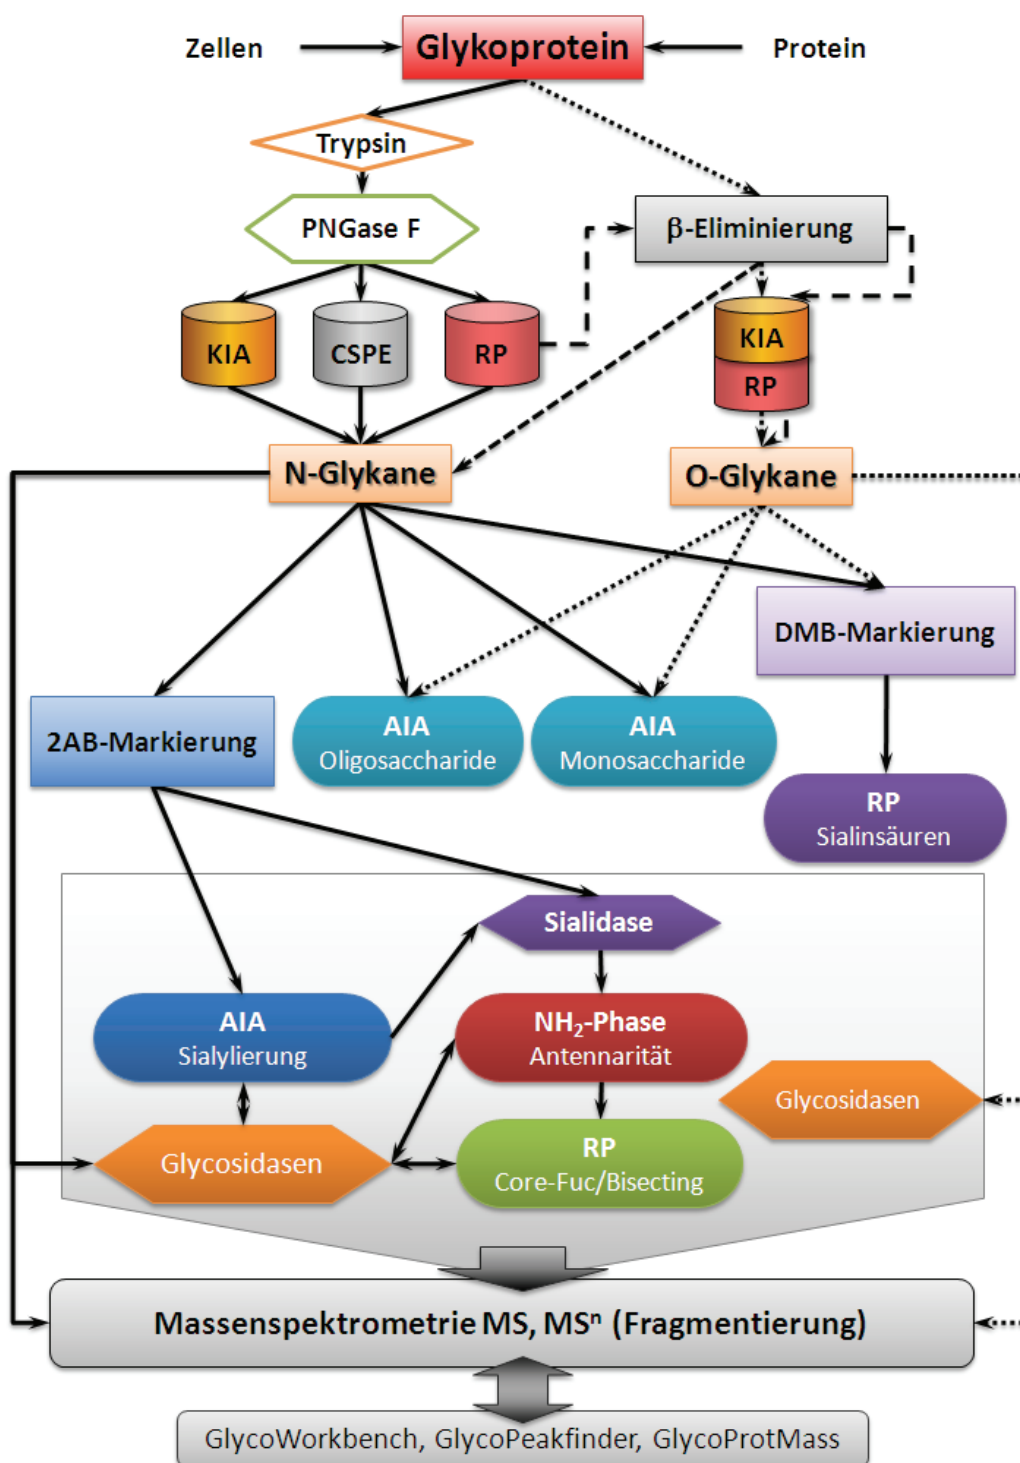 Zellen
Glykoprotein
Protein
Trypsin
PNGase F
β-Eliminierung
KIA
CSPE
RP
KIA
RP
N-Glykane
O-Glykane
DMB-Markierung
2AB-Markierung
AIA
Oligosaccharide
AIA
Monosaccharide
RP
Sialinsäuren
Sialidase
AIA
Sialylierung
NH₂-Phase
Antennarität
Glycosidasen
Glycosidasen
RP
Core-Fuc/Bisecting
Massenspektrometrie MS, MSⁿ (Fragmentierung)
GlycoWorkbench, GlycoPeakfinder, GlycoProtMass